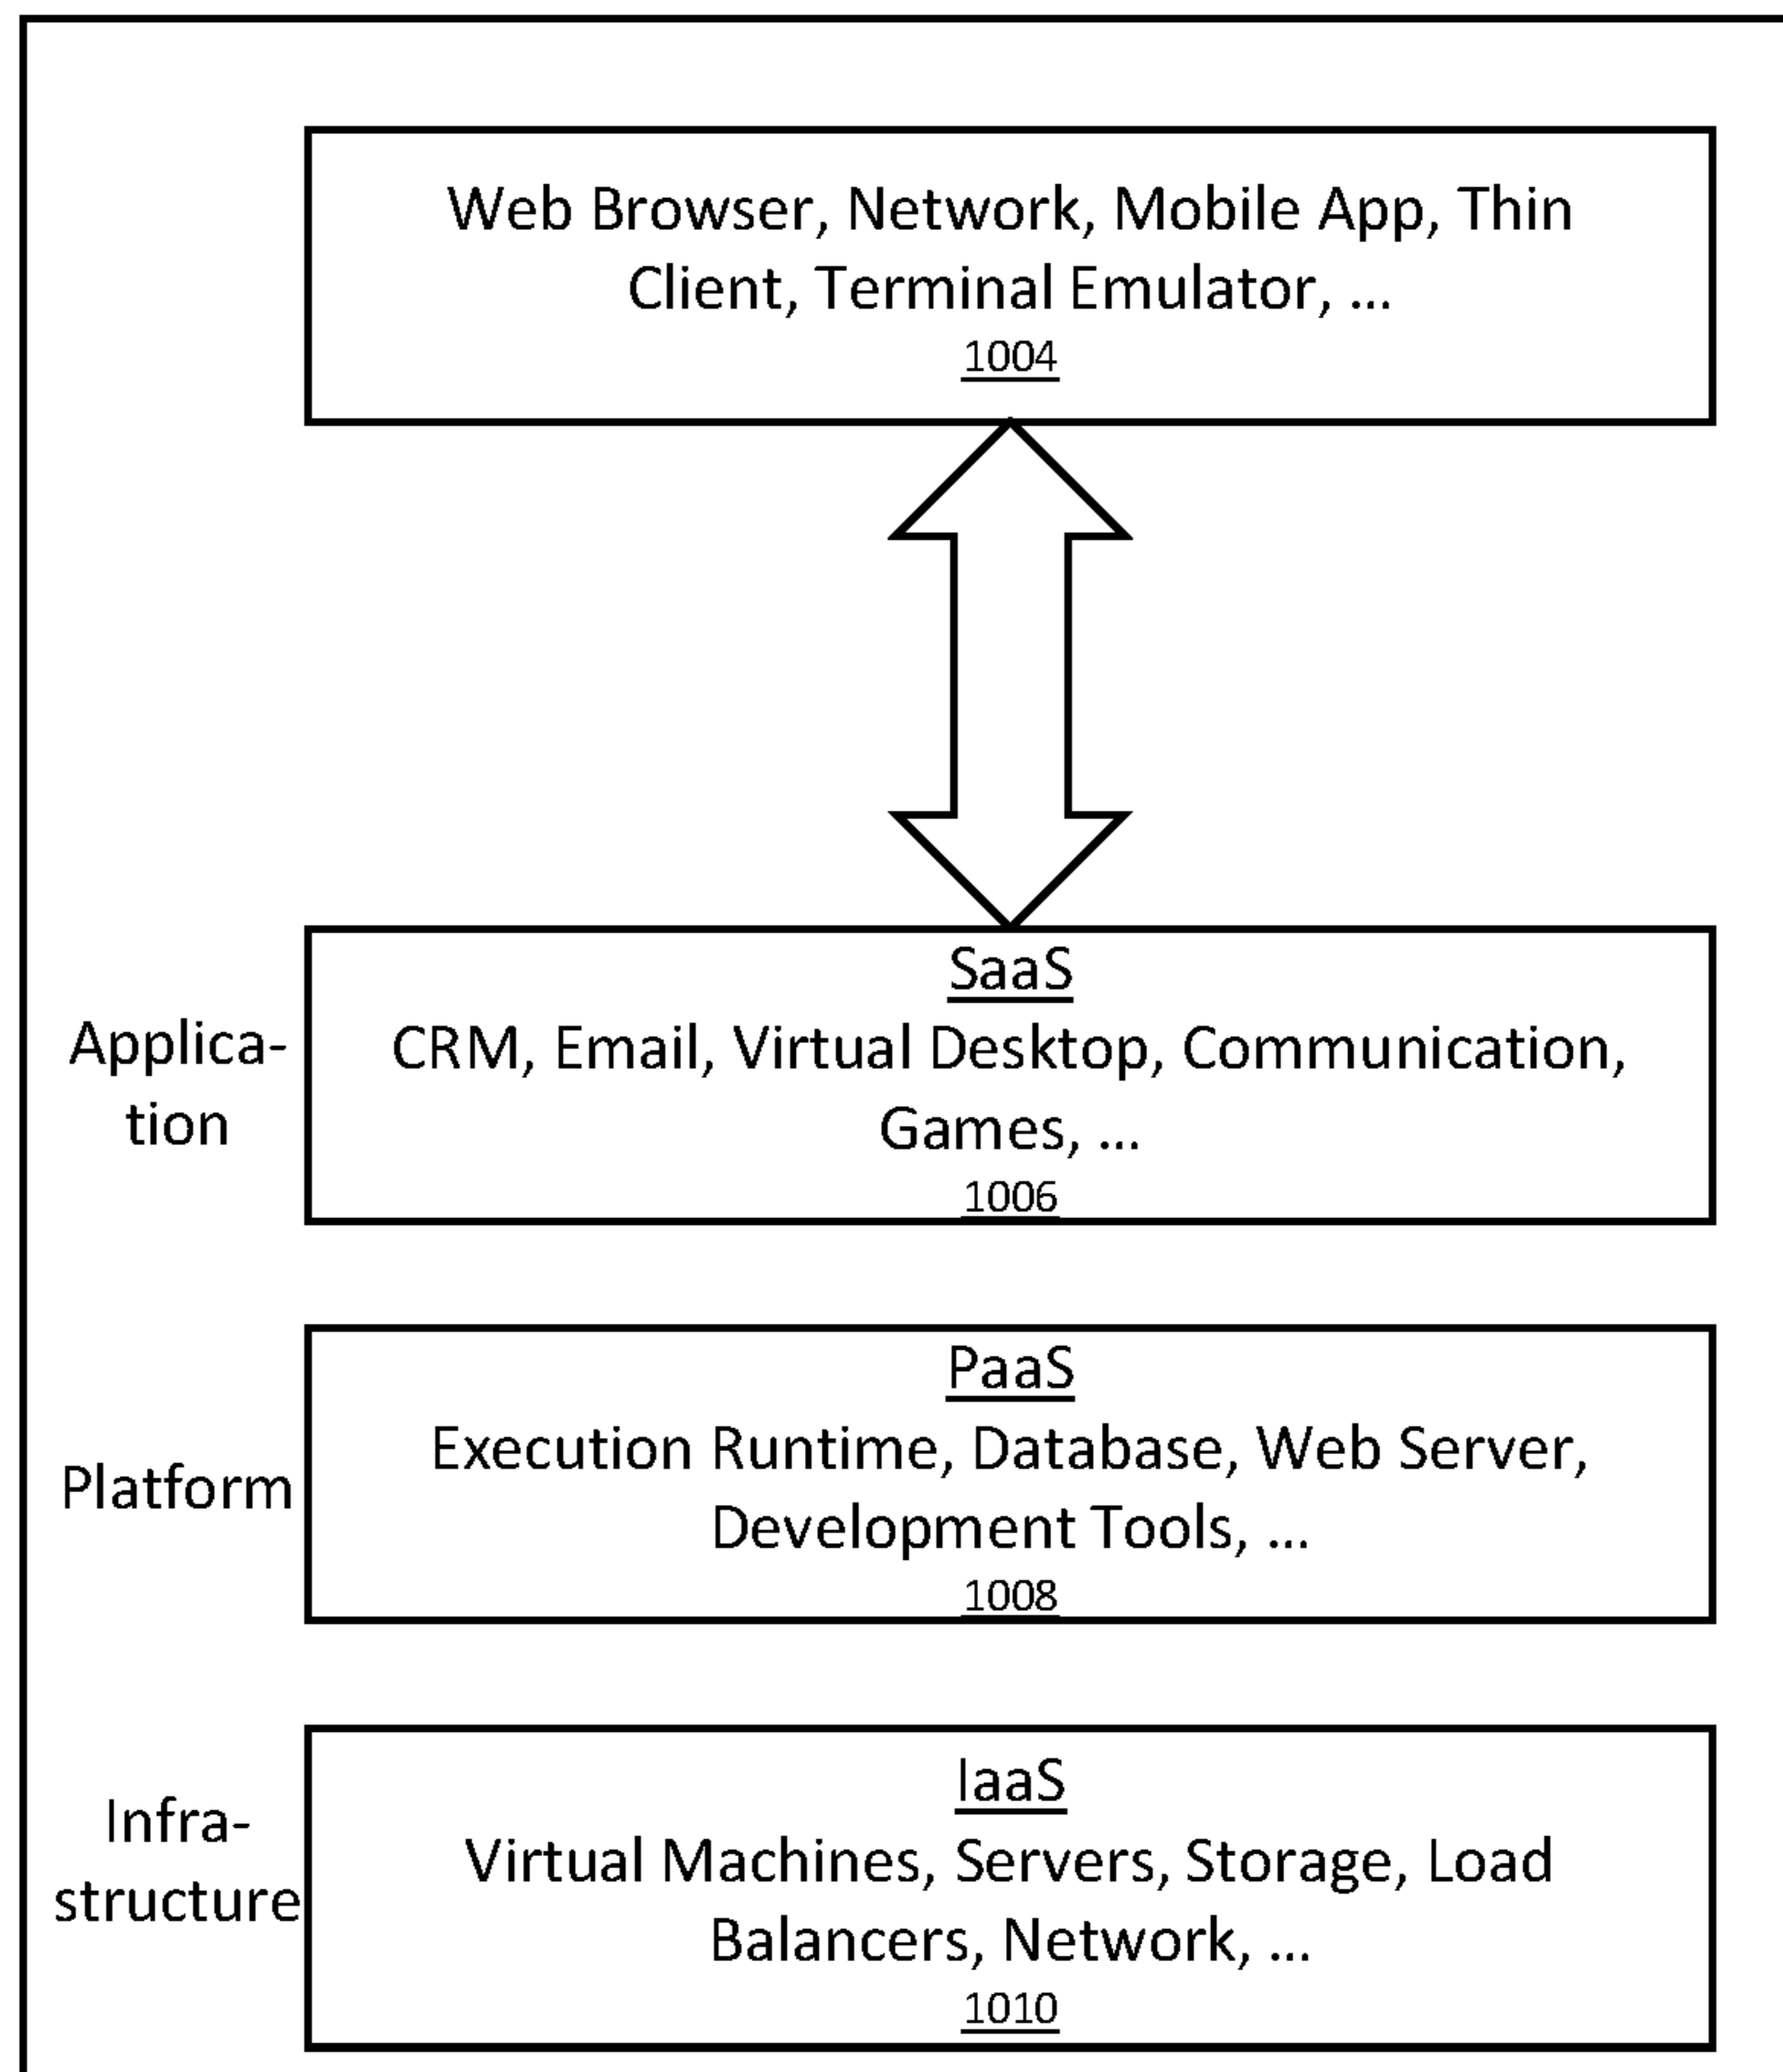 Web Browser, Network, Mobile App, Thin
Client, Terminal Emulator, ...
1004
SaaS
Applica-
tion
CRM, Email, Virtual Desktop, Communication,
Games, ...
1006
PaaS
Platform
Execution Runtime, Database, Web Server,
Development Tools, ...
1008
IaaS
Infra-
structure
Virtual Machines, Servers, Storage, Load
Balancers, Network, ...
1010